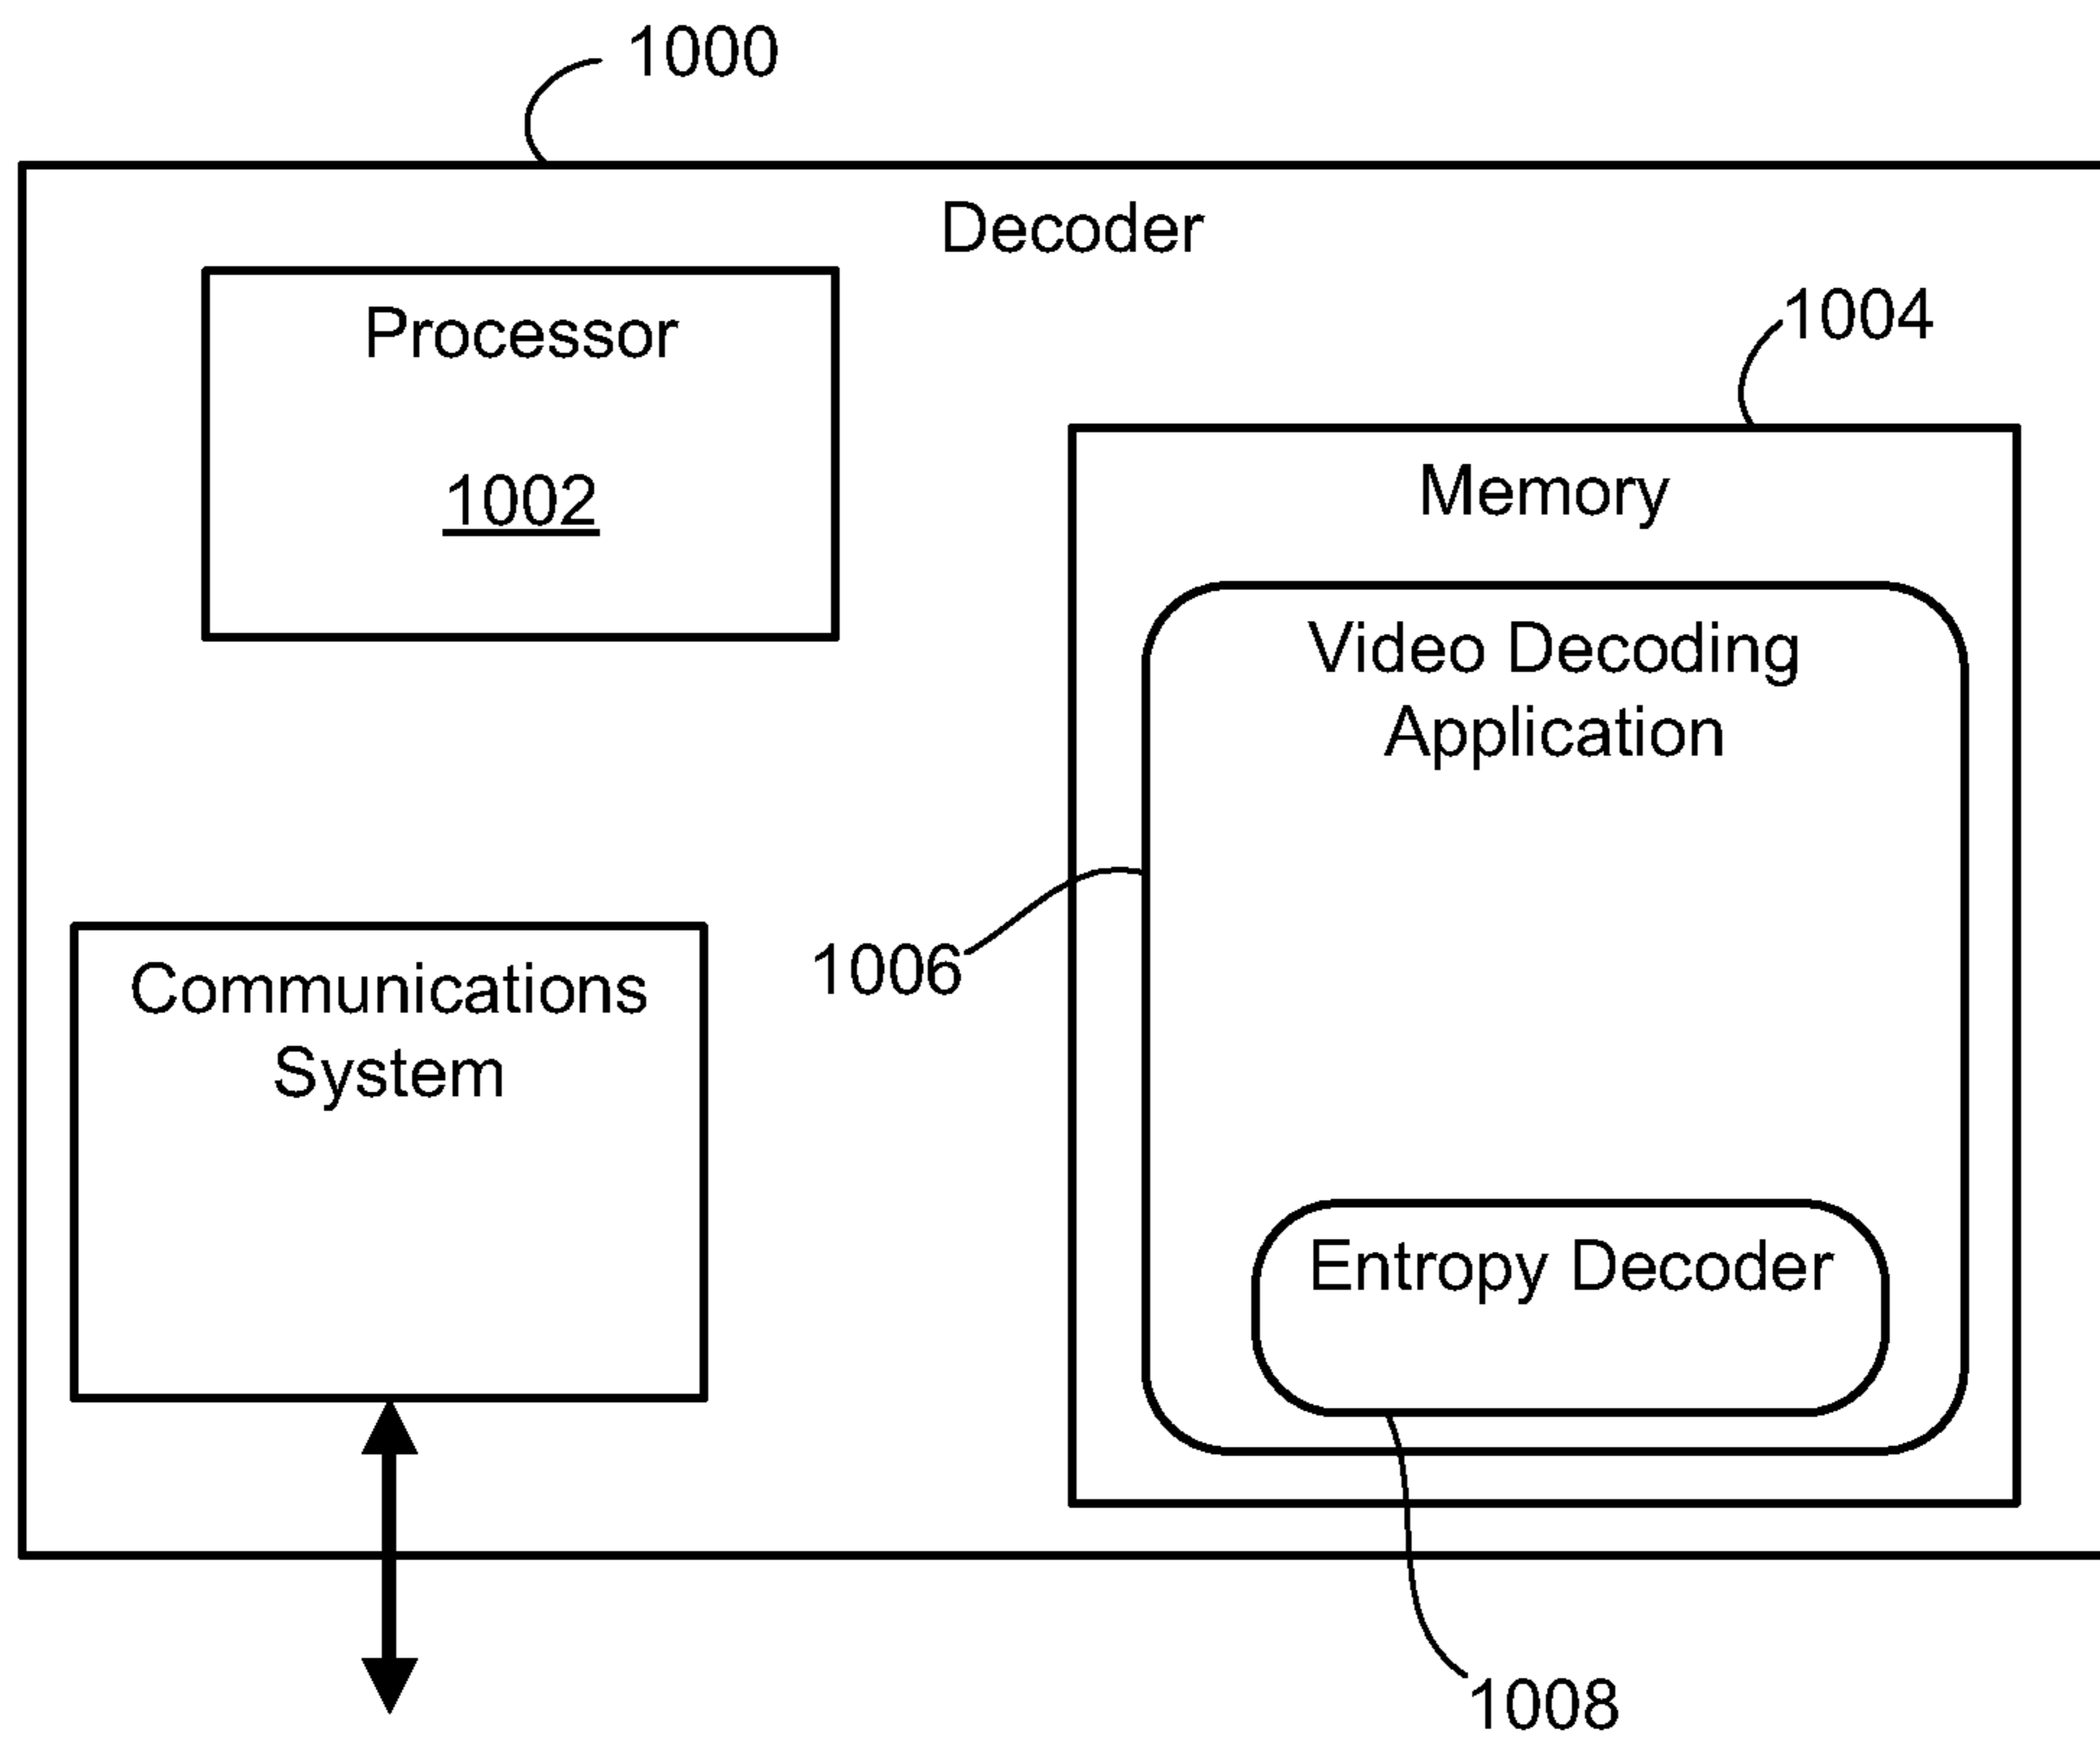 1000
Decoder
Processor
1002
1004
Memory
Video Decoding
Application
1006
Communications
System
Entropy Decoder
1008